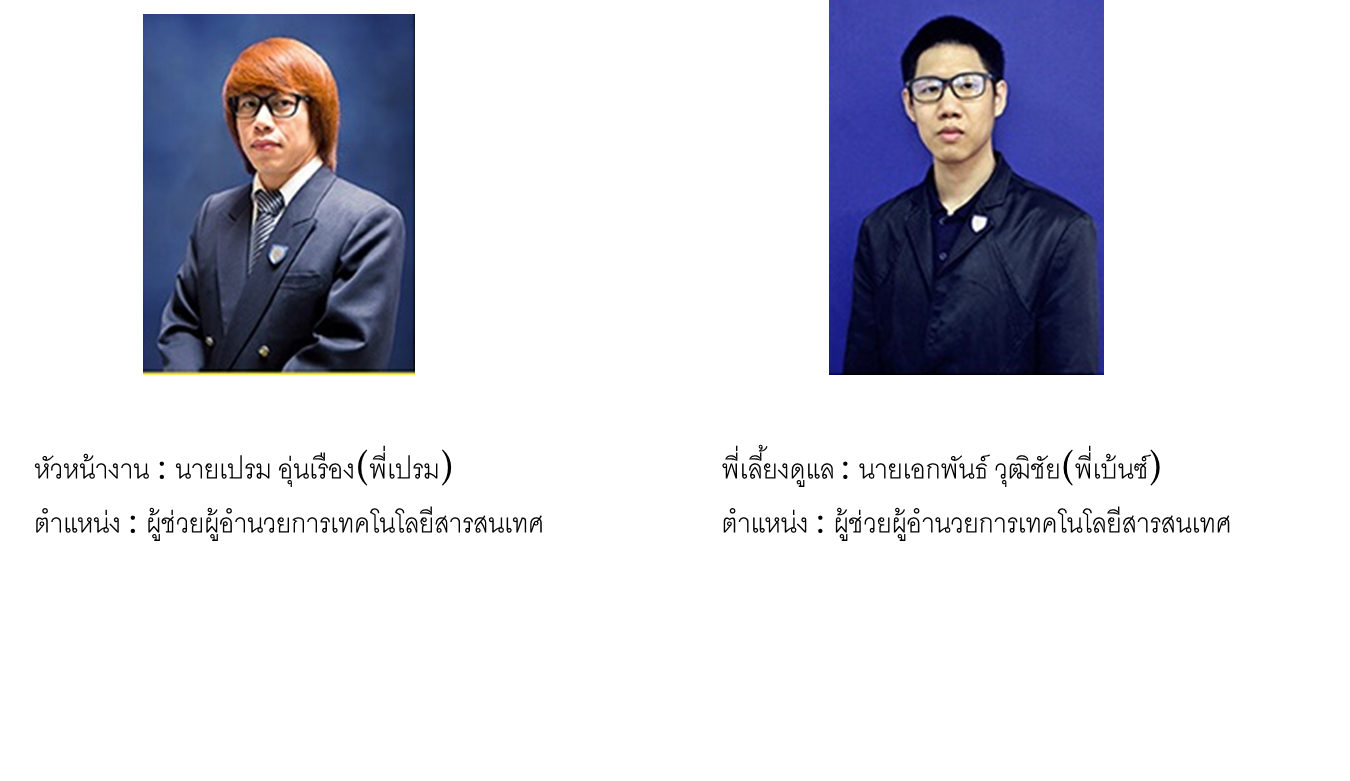 หัวหน้างาน : นายเปรม อุ่นเรือง(พี่เปรม)
ตำแหน่ง : ผู้ช่วยผู้อำนวยการเทคโนโลยีสารสนเทศ
พี่เลี้ยงดูแล : นายเอกพันธ์ วุฒิชัย(พี่เบ้นซ์)
ตำแหน่ง : ผู้ช่วยผู้อำนวยการเทคโนโลยีสารสนเทศ